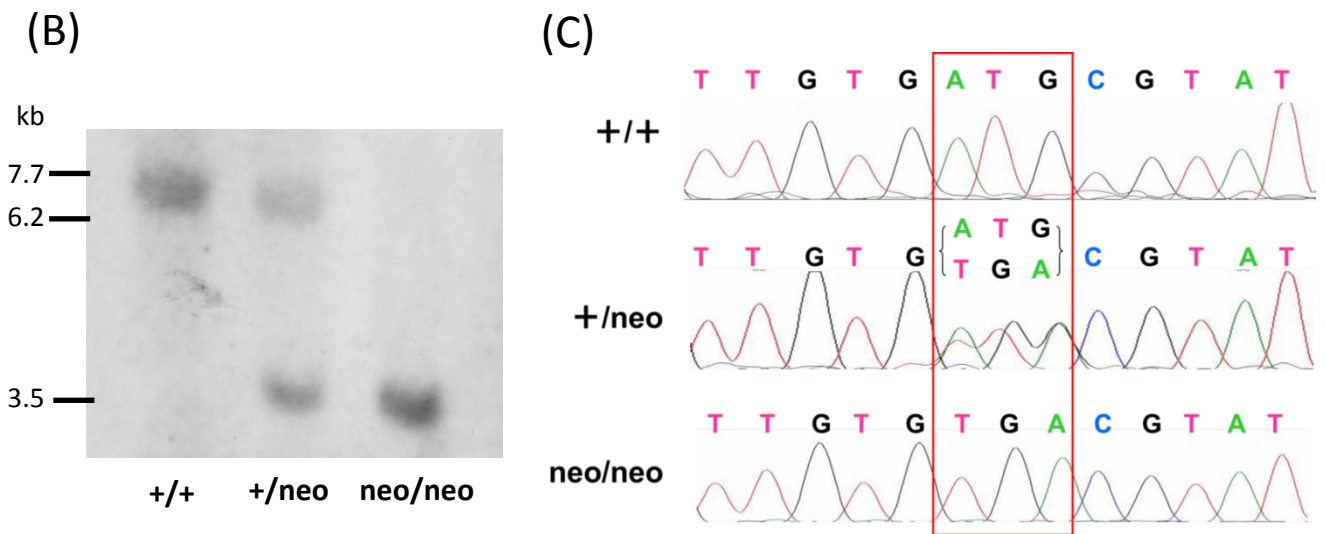 (B)
kb
7.7
6.2
3.5
+/+ +/neo neo/neo
(C)
T T G T G A T G C G T A T
+/+
A T G
T T G T G C G T A T
T G A
+/neo
T T G T G T G A C G T A T
neo/neo